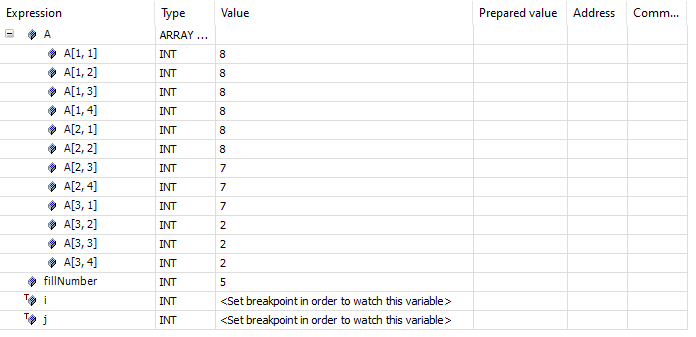 Expression Type Value Prepared value Address Comm...
A ARRAY ...
A[1, 1] INT 8
A[1, 2] INT 8
A[1, 3] INT 8
A[1, 4] INT 8
A[2, 1] INT 8
A[2, 2] INT 8
A[2, 3] INT 7
A[2, 4] INT 7
A[3, 1] INT 7
A[3, 2] INT 2
A[3, 3] INT 2
A[3, 4] INT 2
fillNumber INT 5
T i INT <Set breakpoint in order to watch this variable>
T j INT <Set breakpoint in order to watch this variable>